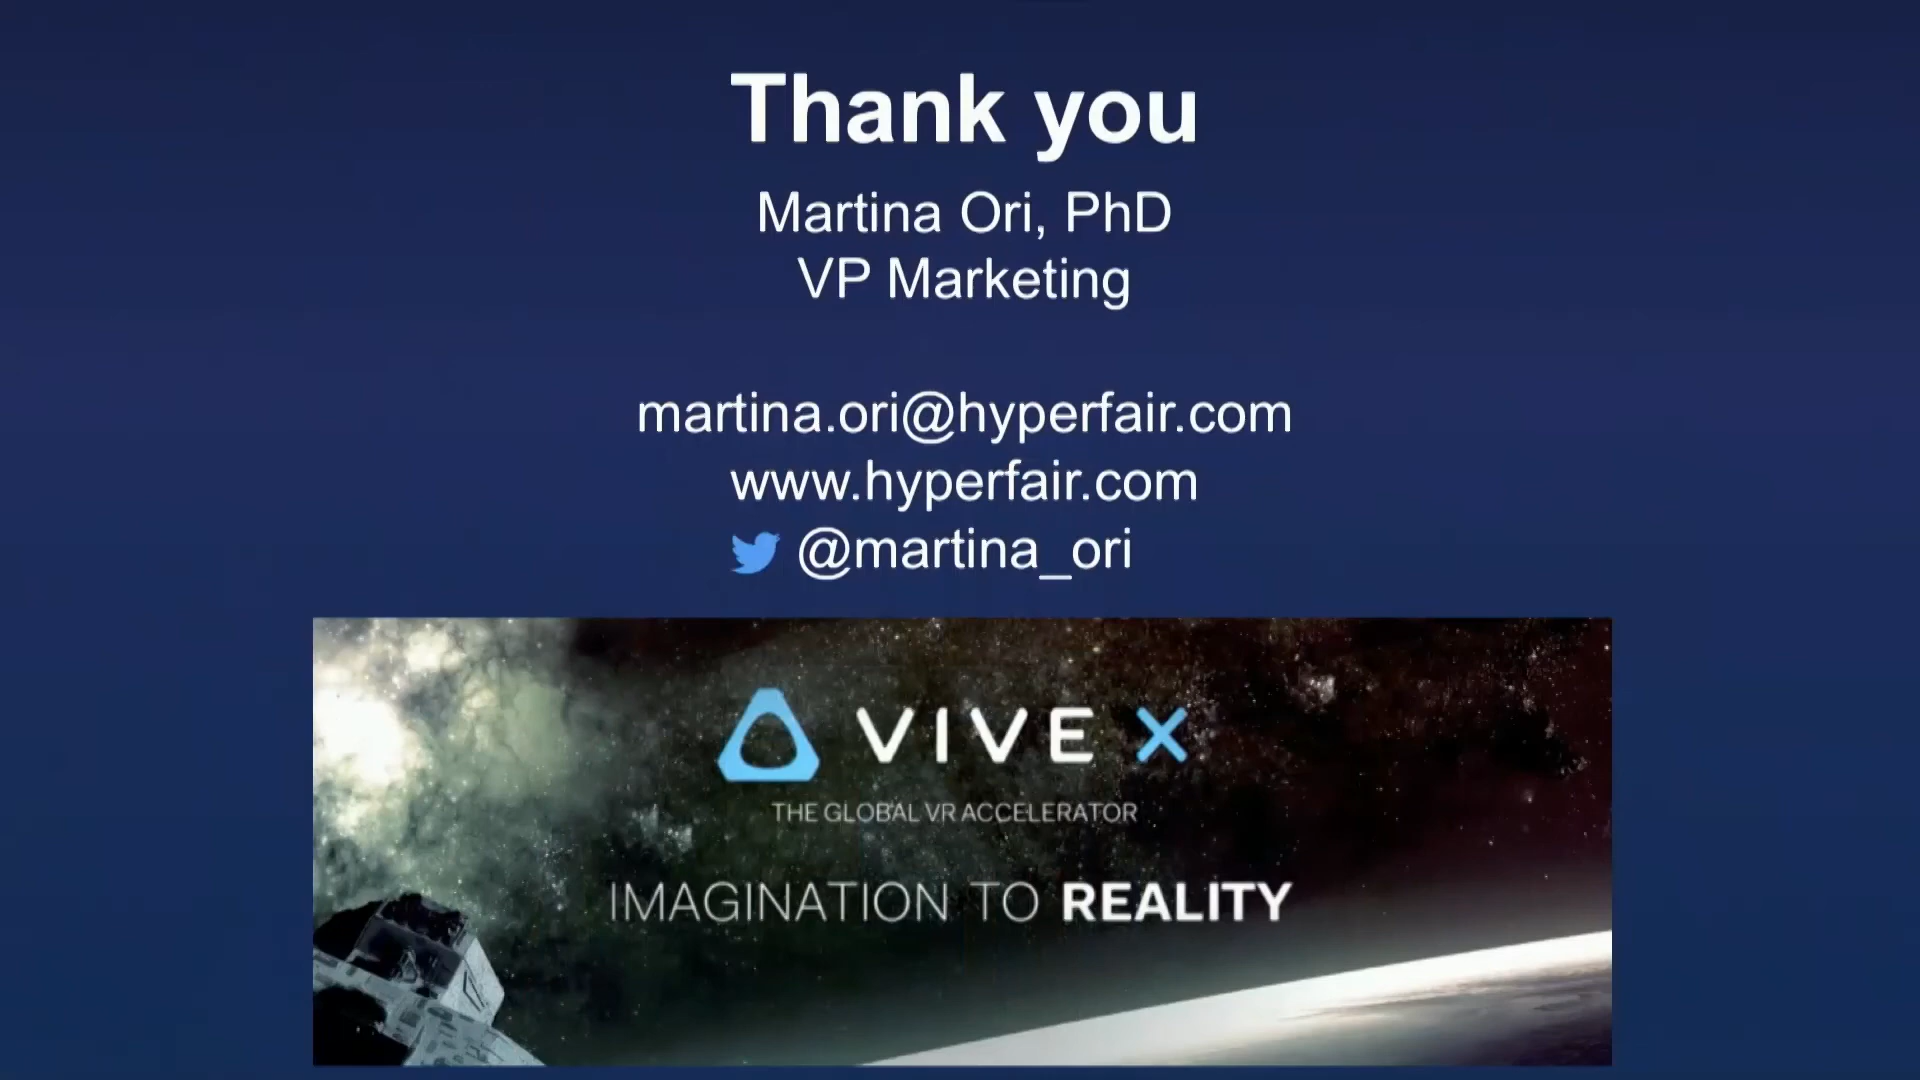 Thank you
Martina Ori, PhD
VP Marketing
martina.ori@hyperfair.com
www.hyperfair.com
@martina_ori
VIVE X
THE GLOBAL VR ACCELERATOR
IMAGINATION TO REALITY